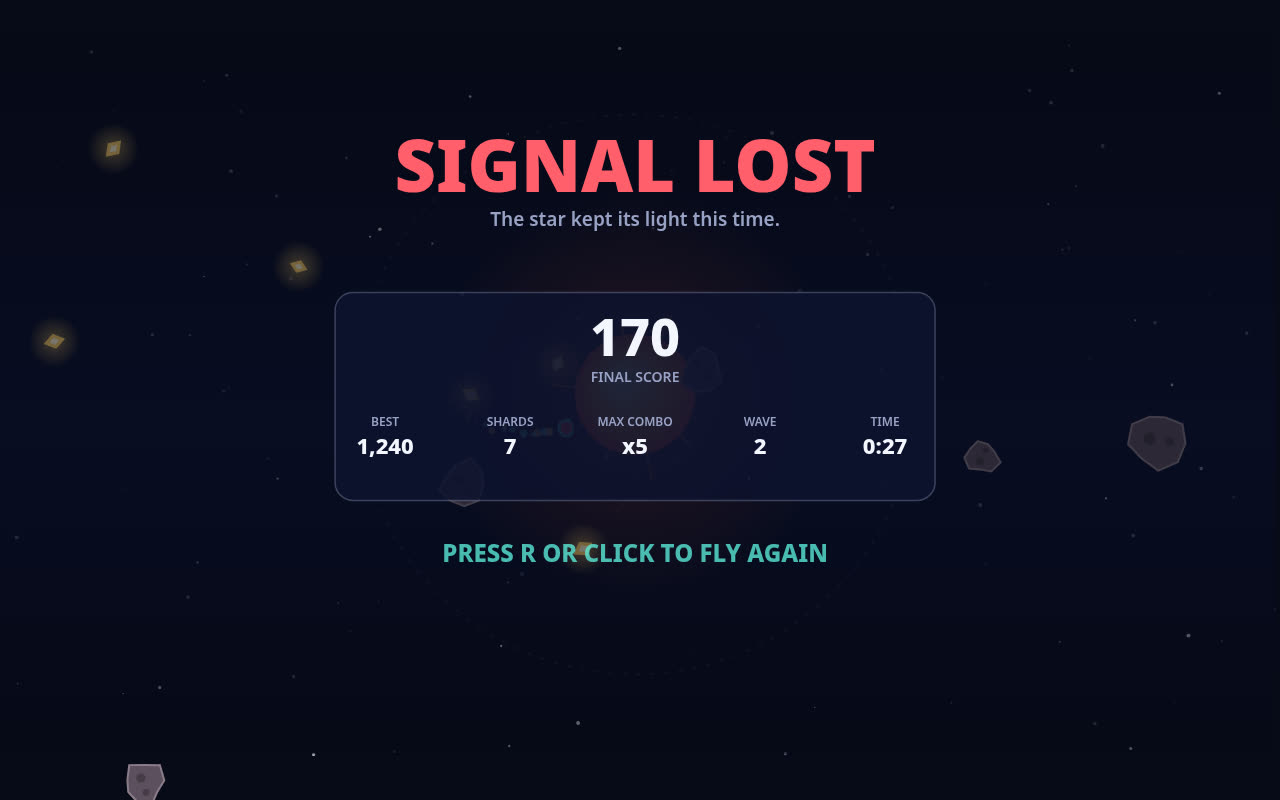 SIGNAL LOST
The star kept its light this time.
170
FINAL SCORE
BEST SHARDS MAX COMBO WAVE TIME
1,240 7 x5 2 0:27
PRESS R OR CLICK TO FLY AGAIN